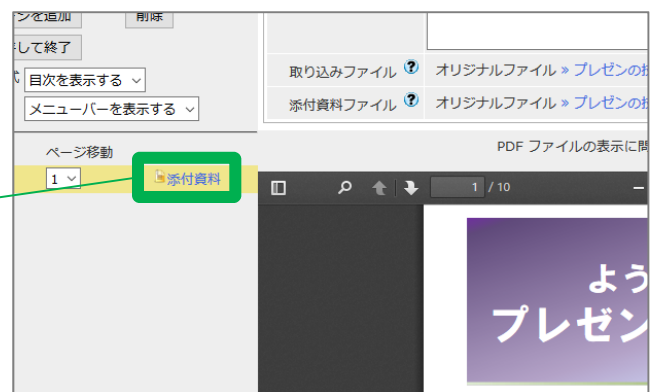 ンを追加 削除
して終了
目次を表示する
メニューバーを表示する
ページ移動
1 添付資料
取り込みファイル ? オリジナルファイル » プレゼンの
添付資料ファイル ? オリジナルファイル » プレゼンの
PDF ファイルの表示に
1 / 10
よう
プレゼン